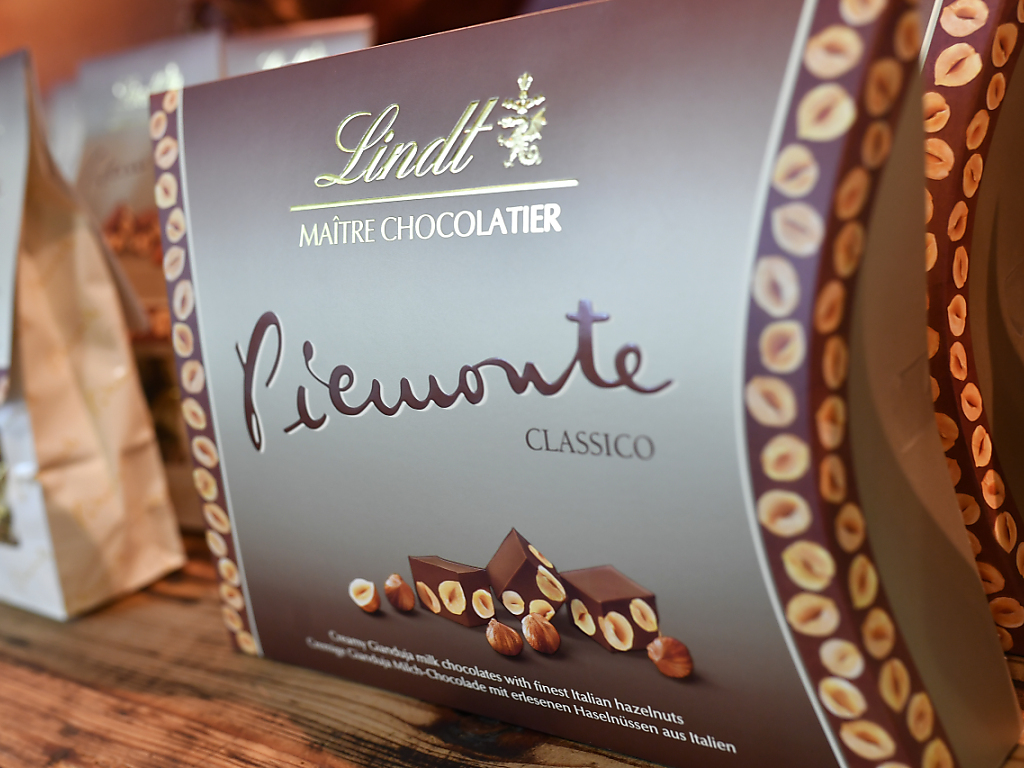 Lindt
MAÎTRE CHOCOLATIER
Piemonte
CLASSICO
Creamy Gianduja milk chocolates with finest Italian hazelnuts
Cremige Gianduja Milch-Chocolade mit erlesenen Haselnüssen aus Italien